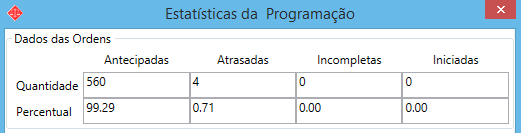 Estatísticas da Programação
Dados das Ordens
Antecipadas Atrasadas Incompletas Iniciadas
Quantidade 560 4 0 0
Percentual 99.29 0.71 0.00 0.00